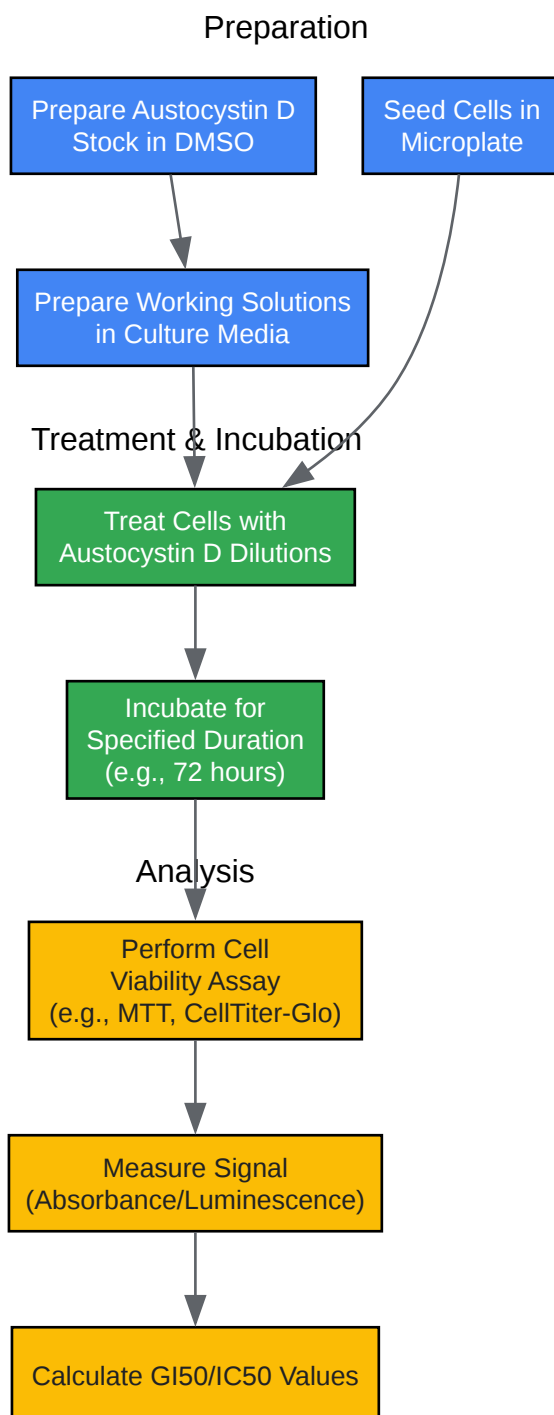 Preparation
Prepare Austocystin D
Stock in DMSO
Seed Cells in
Microplate
Prepare Working Solutions
in Culture Media
Treatment & Incubation
Treat Cells with
Austocystin D Dilutions
Incubate for
Specified Duration
(e.g., 72 hours)
Analysis
Perform Cell
Viability Assay
(e.g., MTT, CellTiter-Glo)
Measure Signal
(Absorbance/Luminescence)
Calculate GI50/IC50 Values